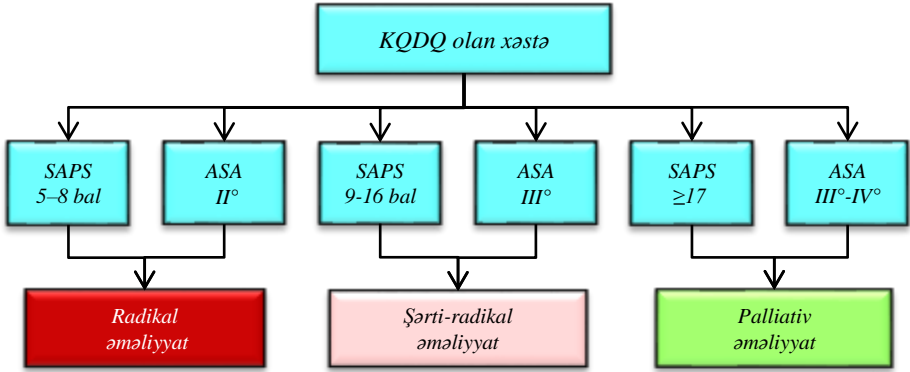 KQDQ olan xəstə
SAPS
5–8 bal
ASA
II°
SAPS
9-16 bal
ASA
III°
SAPS
≥17
ASA
III°-IV°
Radikal
əməliyyat
Şərti-radikal
əməliyyat
Palliativ
əməliyyat